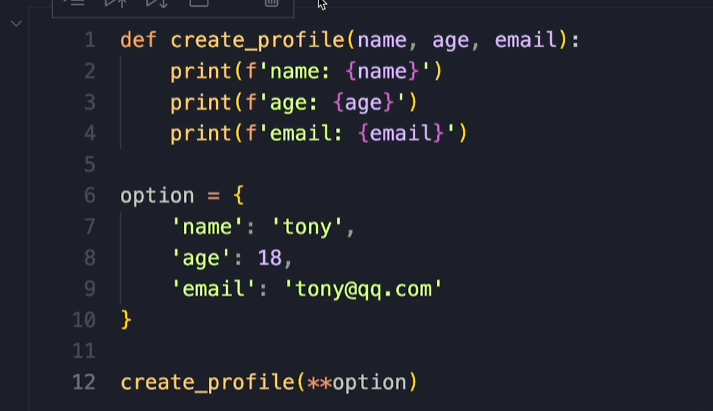 1 def create_profile(name, age, email):
2     print(f'name: {name}')
3     print(f'age: {age}')
4     print(f'email: {email}')
5
6 option = {
7     'name': 'tony',
8     'age': 18,
9     'email': 'tony@qq.com'
10 }
11
12 create_profile(**option)